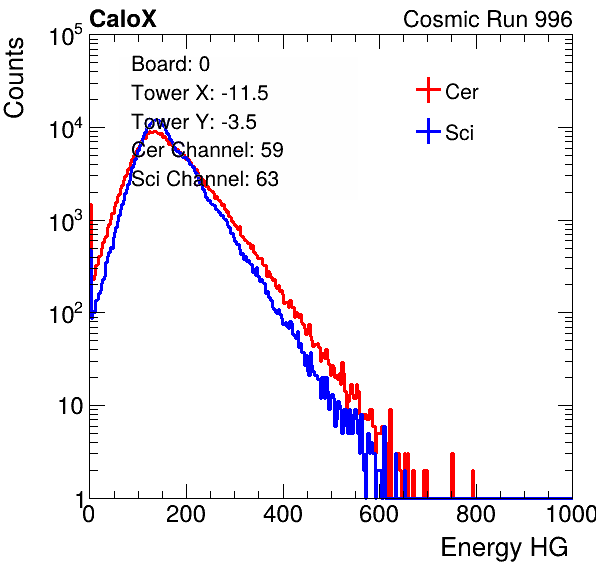 CaloX Cosmic Run 996
Counts
10^5
10^4
10^3
10^2
10
1
Board: 0
Tower X: -11.5
Tower Y: -3.5
Cer Channel: 59
Sci Channel: 63
Cer
Sci
0 200 400 600 800 1000
Energy HG